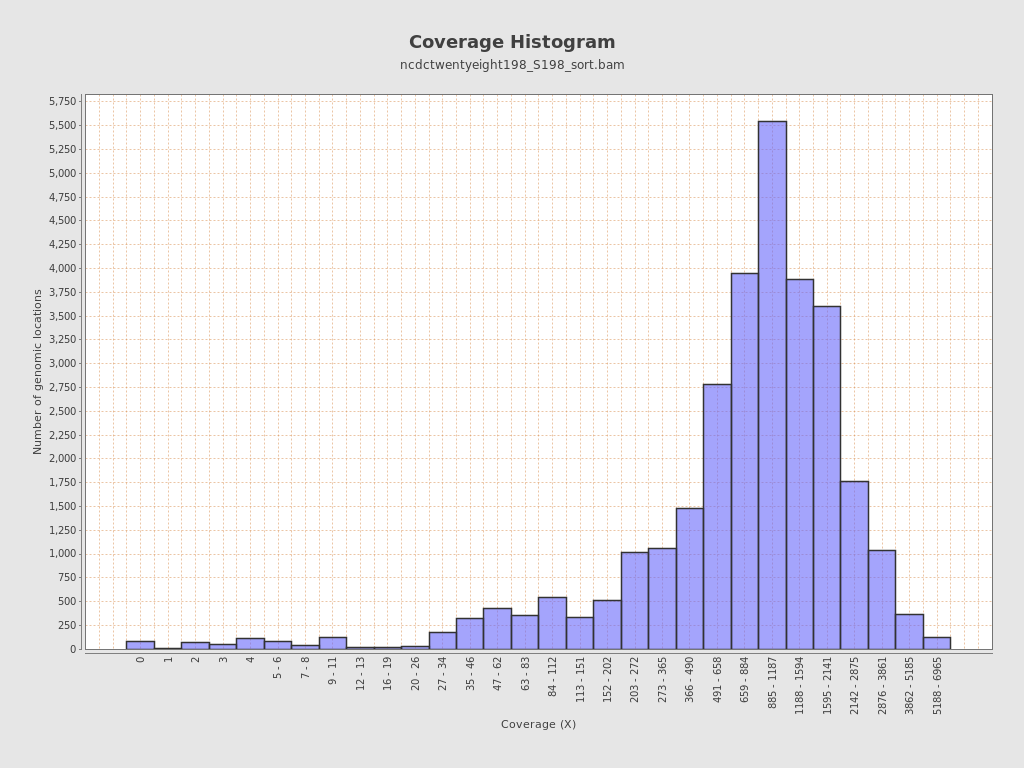 Coverage Histogram
ncdctwentyeight198_S198_sort.bam
Number of genomic locations
5,750
5,500
5,250
5,000
4,750
4,500
4,250
4,000
3,750
3,500
3,250
3,000
2,750
2,500
2,250
2,000
1,750
1,500
1,250
1,000
750
500
250
0
0
1
2
3
4
5 - 6
7 - 8
9 - 11
12 - 13
16 - 19
20 - 26
27 - 34
35 - 46
47 - 62
63 - 83
84 - 112
113 - 151
152 - 202
203 - 272
273 - 365
366 - 490
491 - 658
659 - 884
885 - 1187
1188 - 1594
1595 - 2141
2142 - 2875
2876 - 3861
3862 - 5185
5188 - 6965
Coverage (X)